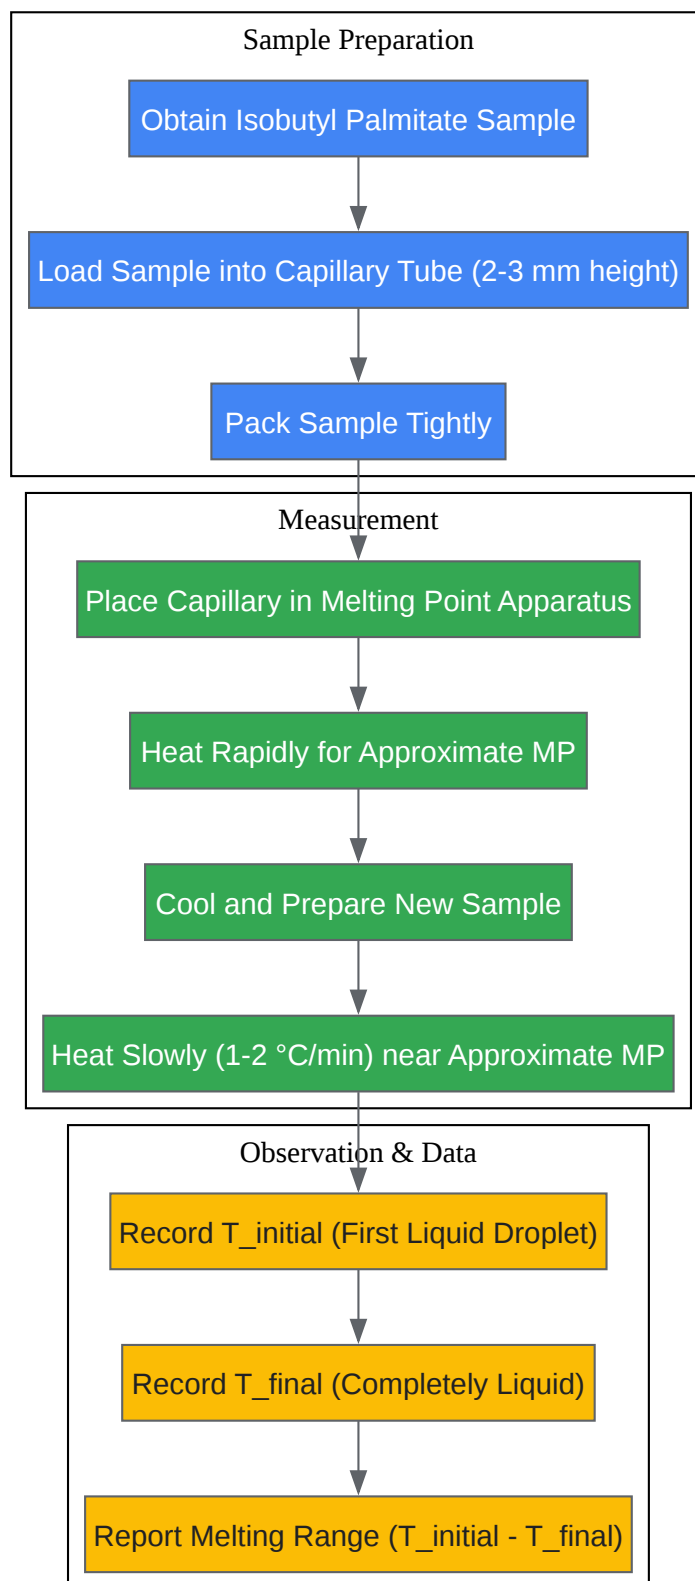 Sample Preparation
Obtain Isobutyl Palmitate Sample
Load Sample into Capillary Tube (2-3 mm height)
Pack Sample Tightly
Measurement
Place Capillary in Melting Point Apparatus
Heat Rapidly for Approximate MP
Cool and Prepare New Sample
Heat Slowly (1-2 °C/min) near Approximate MP
Observation & Data
Record T_initial (First Liquid Droplet)
Record T_final (Completely Liquid)
Report Melting Range (T_initial - T_final)